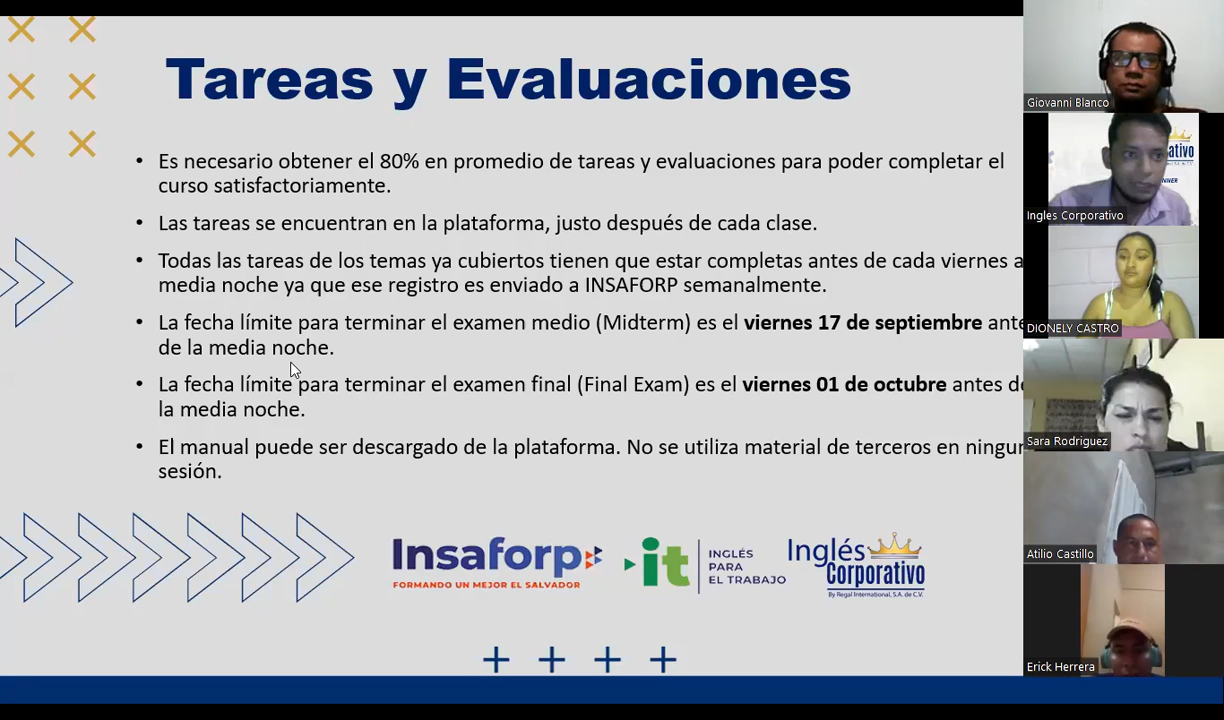 Tareas y Evaluaciones
• Es necesario obtener el 80% en promedio de tareas y evaluaciones para poder completar el
curso satisfactoriamente.
• Las tareas se encuentran en la plataforma, justo después de cada clase.
• Todas las tareas de los temas ya cubiertos tienen que estar completas antes de cada viernes a
media noche ya que ese registro es enviado a INSAFORP semanalmente.
• La fecha límite para terminar el examen medio (Midterm) es el viernes 17 de septiembre ante
de la media noche.
• La fecha límite para terminar el examen final (Final Exam) es el viernes 01 de octubre antes de
la media noche.
• El manual puede ser descargado de la plataforma. No se utiliza material de terceros en ningun
sesión.
Insaforp
FORMANDO UN MEJOR EL SALVADOR
it
INGLÉS
PARA
EL TRABAJO
Inglés
Corporativo
By Regal International, S.A. de C.V.
Giovanni Blanco
ativo
Ingles Corporativo
DIONELY CASTRO
Sara Rodriguez
Atilio Castillo
Erick Herrera